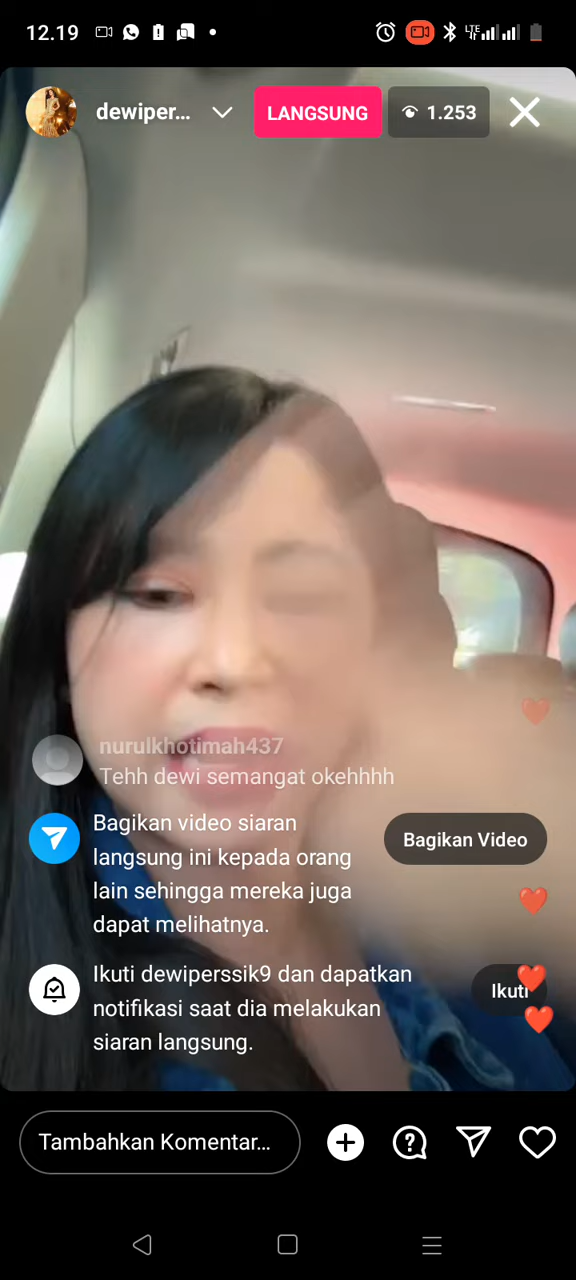 12.19
LTE
dewiper...
LANGSUNG
1.253
nurulkhotimah437
Tehh dewi semangat okehhhh
Bagikan video siaran
langsung ini kepada orang
lain sehingga mereka juga
dapat melihatnya.
Bagikan Video
Ikuti dewiperssik9 dan dapatkan
notifikasi saat dia melakukan
siaran langsung.
Ikuti
Tambahkan Komentar...